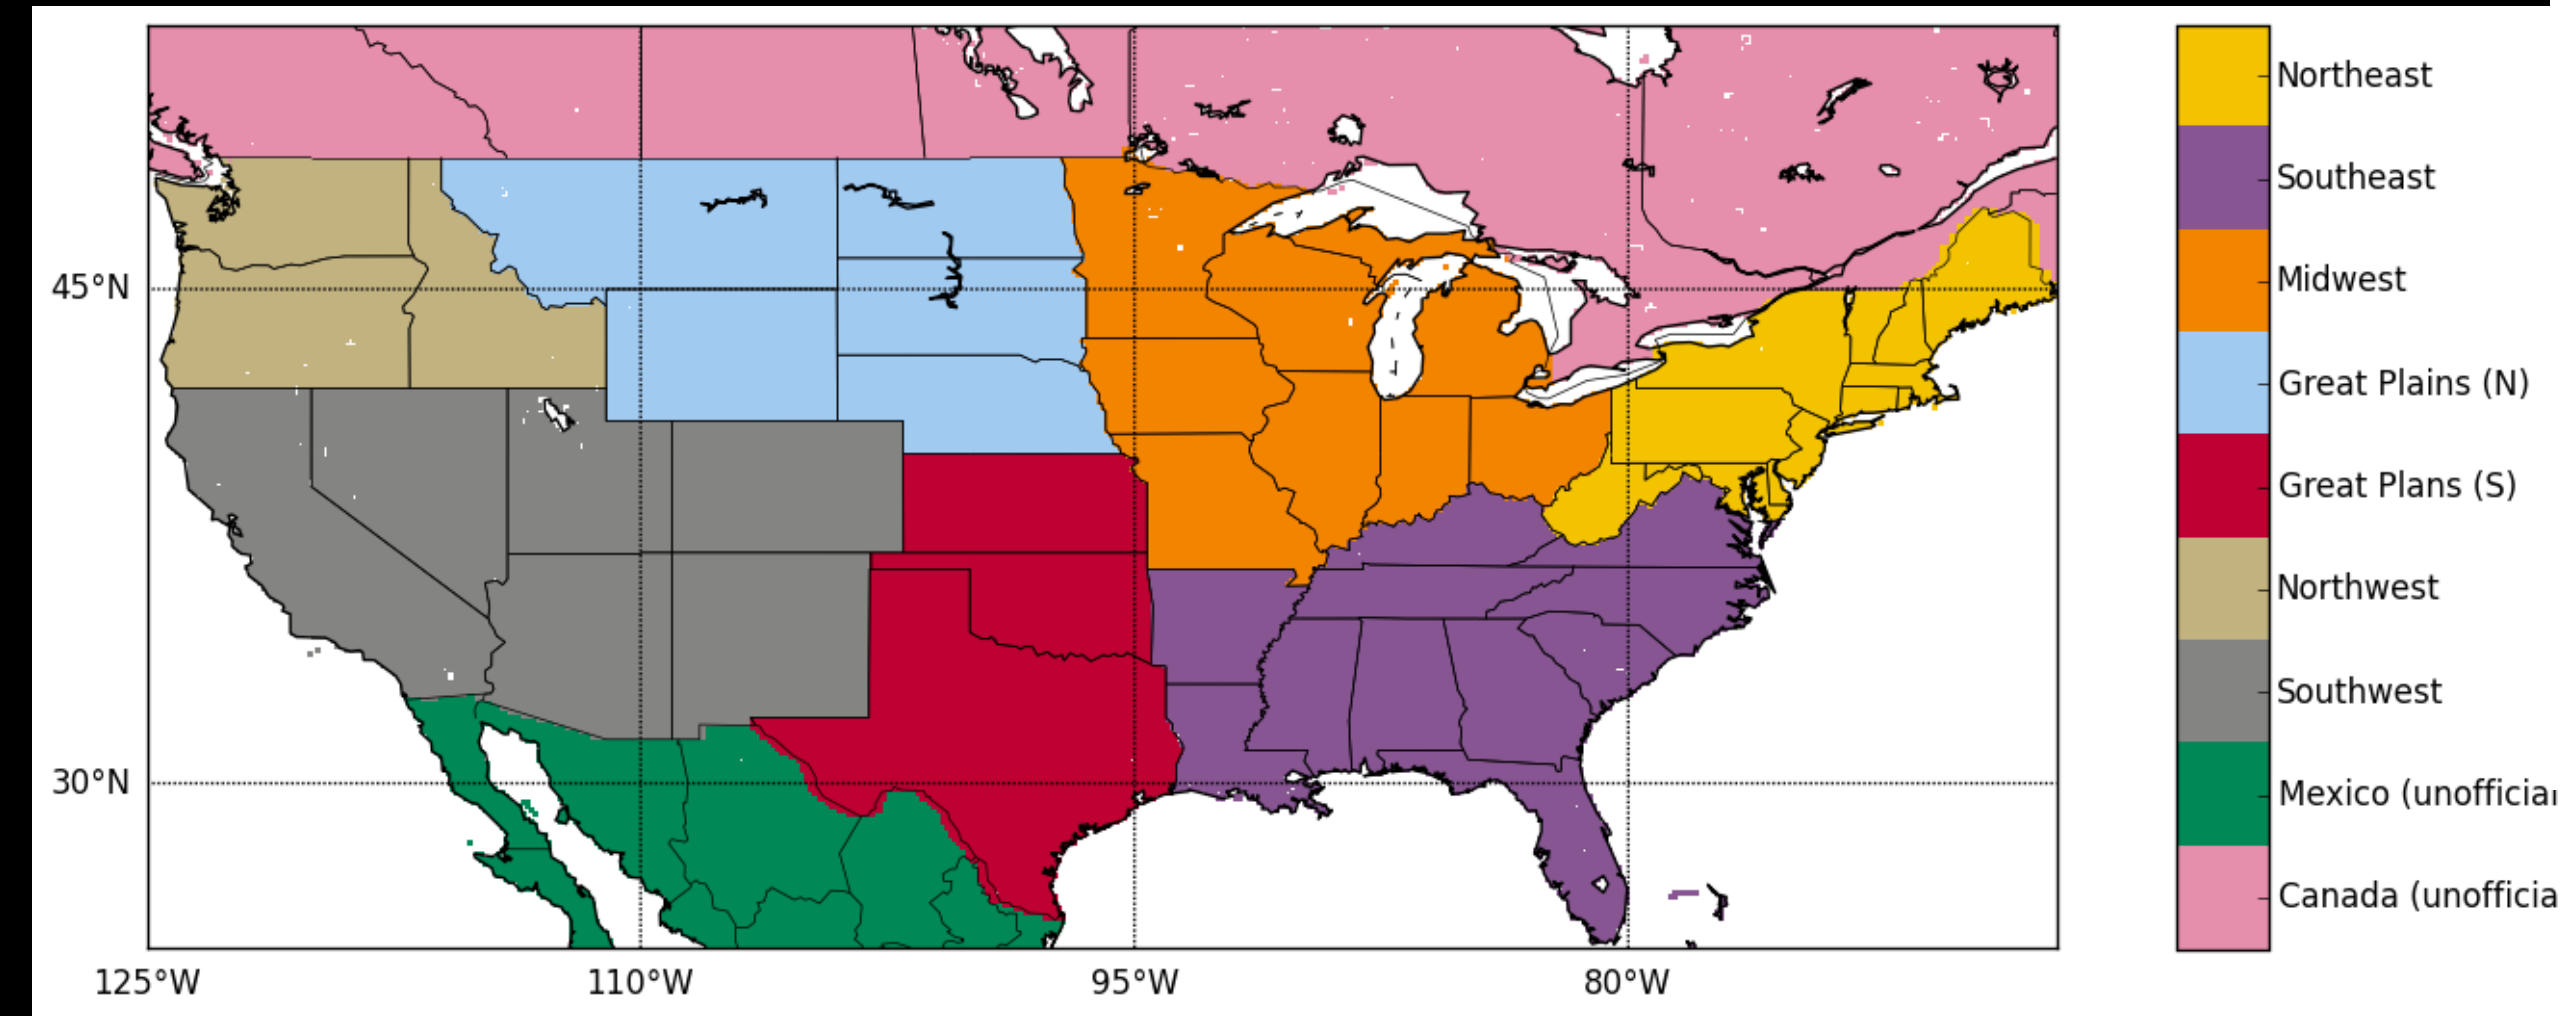 Northeast
Southeast
Midwest
45°N
Great Plains (N)
Great Plans (S)
Northwest
Southwest
30°N
Mexico (unofficia
Canada (unofficia
125°W 110°W 95°W 80°W